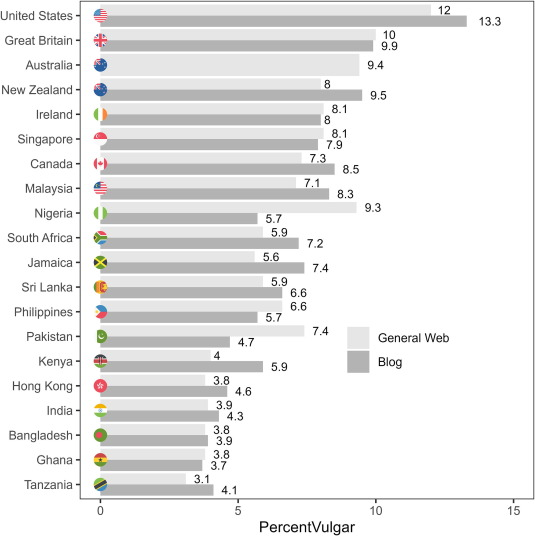 United States 12
13.3
Great Britain 10
9.9
Australia 9.4
New Zealand 8
9.5
Ireland 8.1
8
Singapore 8.1
7.9
Canada 7.3
8.5
Malaysia 7.1
8.3
Nigeria 9.3
5.7
South Africa 5.9
7.2
Jamaica 5.6
7.4
Sri Lanka 5.9
6.6
Philippines 6.6
5.7
Pakistan 7.4
4.7
General Web
Kenya 4
5.9
Blog
Hong Kong 3.8
4.6
India 3.9
4.3
Bangladesh 3.8
3.9
Ghana 3.8
3.7
Tanzania 3.1
4.1
0 5 10 15
PercentVulgar